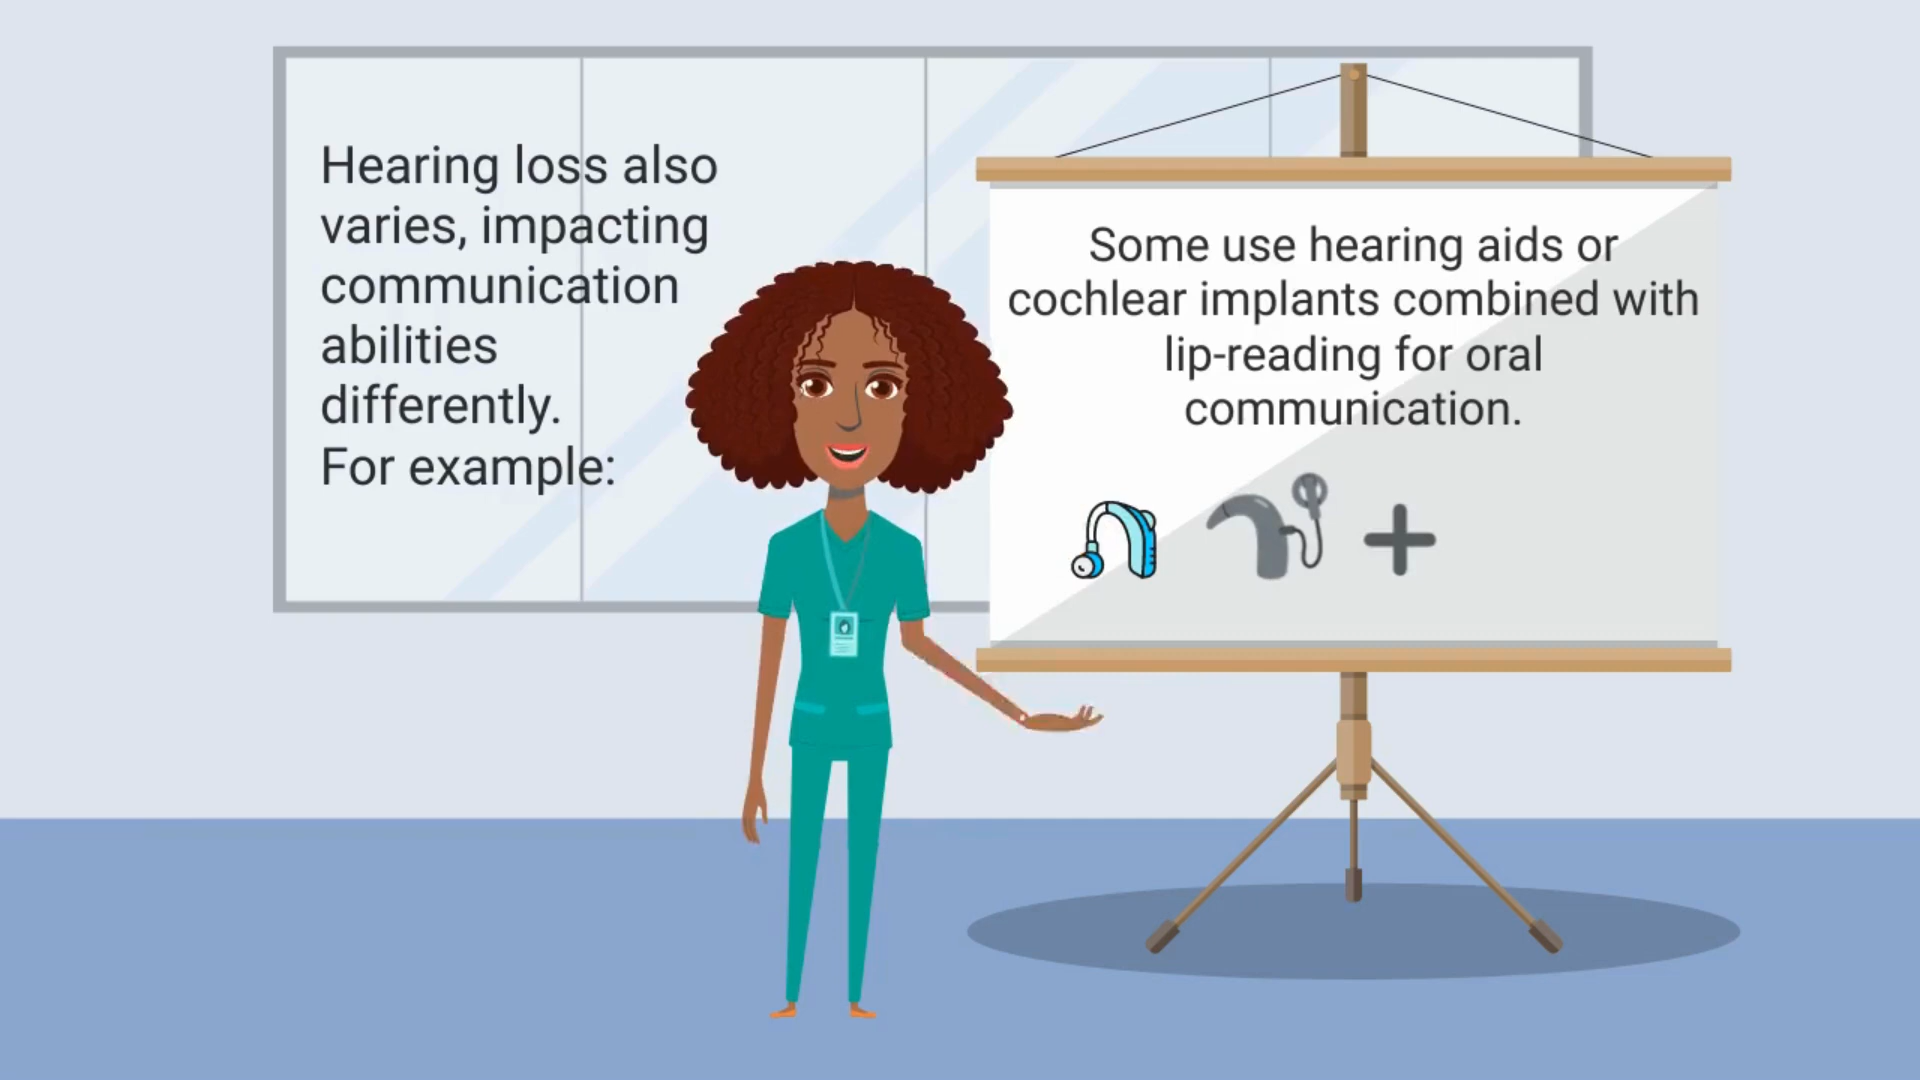 Hearing loss also
varies, impacting
communication
abilities
differently.
For example:
Some use hearing aids or
cochlear implants combined with
lip-reading for oral
communication.